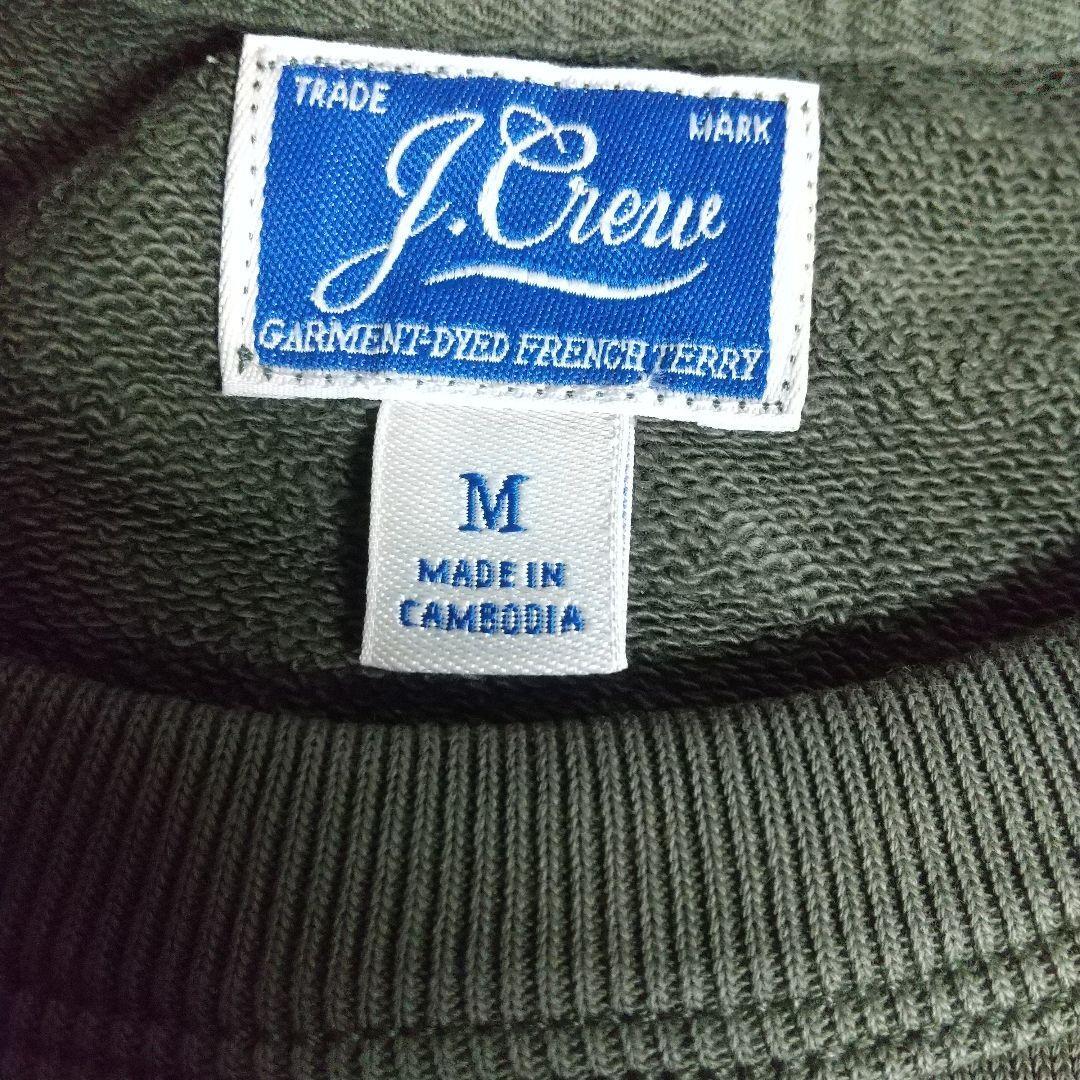 TRADE MARK
J. Crew
GARMENT-DYED FRENCH TERRY
M
MADE IN
CAMBODIA